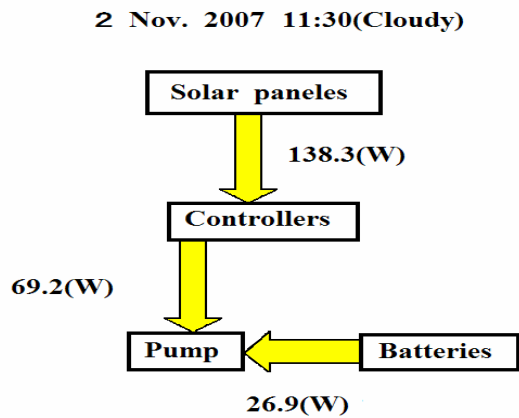 2 Nov. 2007 11:30(Cloudy)
Solar paneles
138.3(W)
Controllers
69.2(W)
Pump
Batteries
26.9(W)